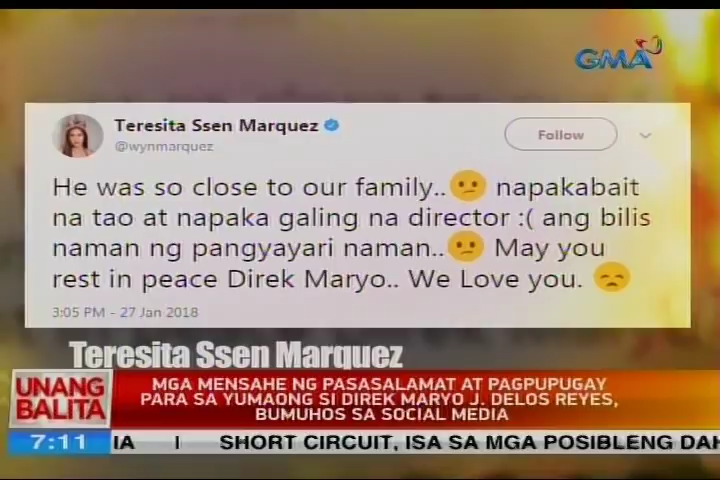 GMA
Teresita Ssen Marquez
@wynmarquez
Follow
He was so close to our family..😕 napakabait
na tao at napaka galing na director :( ang bilis
naman ng pangyayari naman..😕 May you
rest in peace Direk Maryo.. We Love you. 😞
3:05 PM - 27 Jan 2018
Teresita Ssen Marquez
UNANG
BALITA
MGA MENSAHE NG PASASALAMAT AT PAGPUPUGAY
PARA SA YUMAONG SI DIREK MARYO J. DELOS REYES,
BUMUHOS SA SOCIAL MEDIA
7:11 IA I SHORT CIRCUIT, ISA SA MGA POSIBLENG DAH